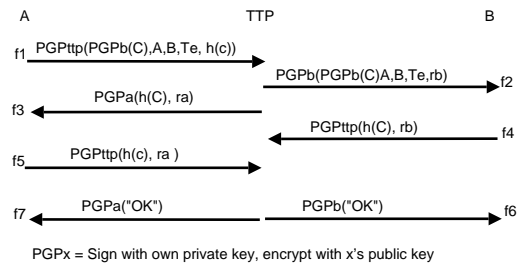 A TTP B
PGPttp(PGPb(C),A,B,Te, h(c))
f1
PGPb(PGPb(C)A,B,Te,rb)
f2
PGPa(h(C), ra)
f3
PGPttp(h(C), rb)
f4
PGPttp(h(c), ra )
f5
PGPa("OK") PGPb("OK")
f7 f6
PGPx = Sign with own private key, encrypt with x's public key